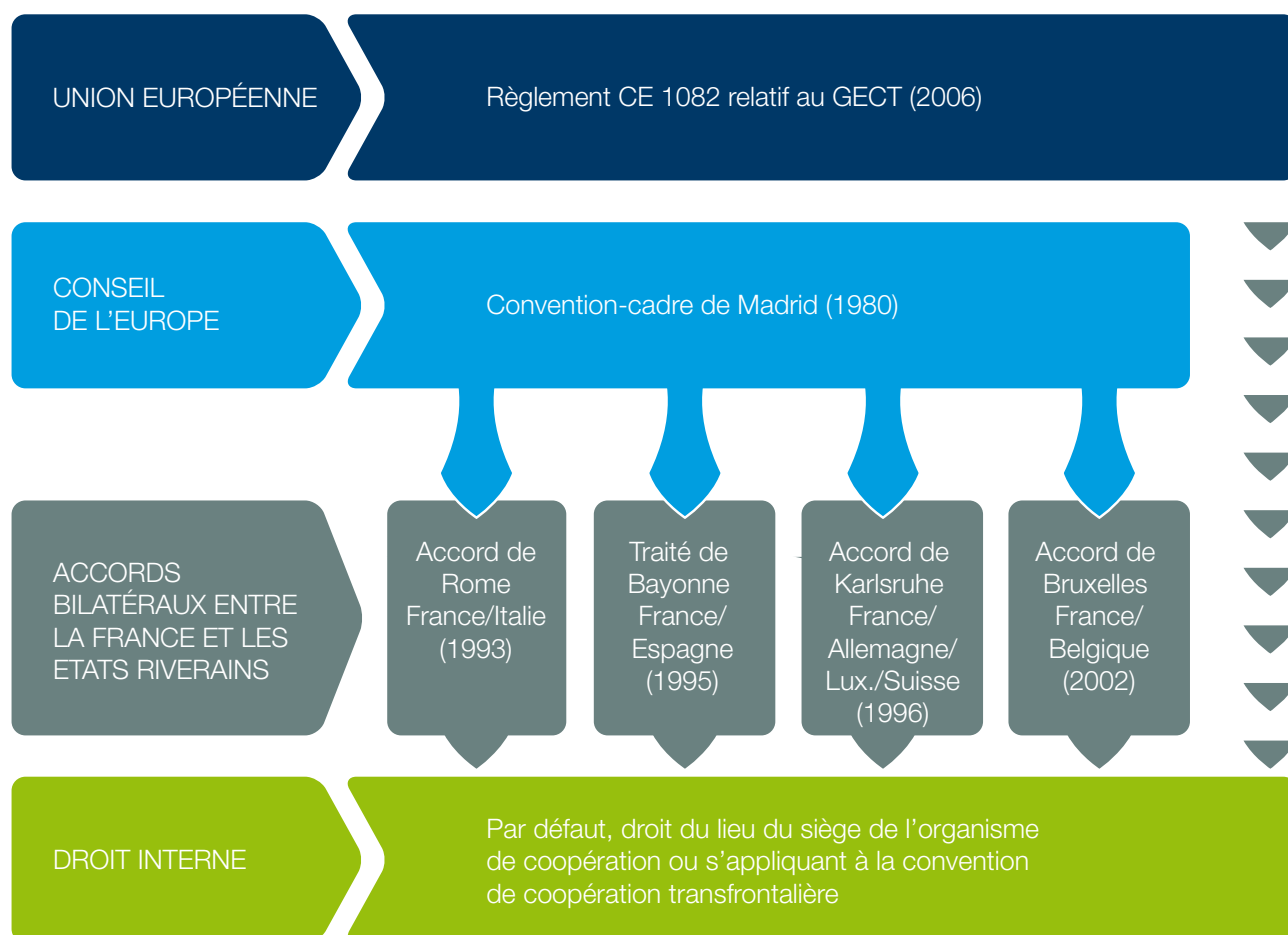 UNION EUROPÉENNE
Règlement CE 1082 relatif au GECT (2006)
CONSEIL
DE L'EUROPE
Convention-cadre de Madrid (1980)
ACCORDS
BILATÉRAUX ENTRE
LA FRANCE ET LES
ETATS RIVERAINS
Accord de
Rome
France/Italie
(1993)
Traité de
Bayonne
France/
Espagne
(1995)
Accord de
Karlsruhe
France/
Allemagne/
Lux./Suisse
(1996)
Accord de
Bruxelles
France/
Belgique
(2002)
DROIT INTERNE
Par défaut, droit du lieu du siège de l'organisme
de coopération ou s'appliquant à la convention
de coopération transfrontalière